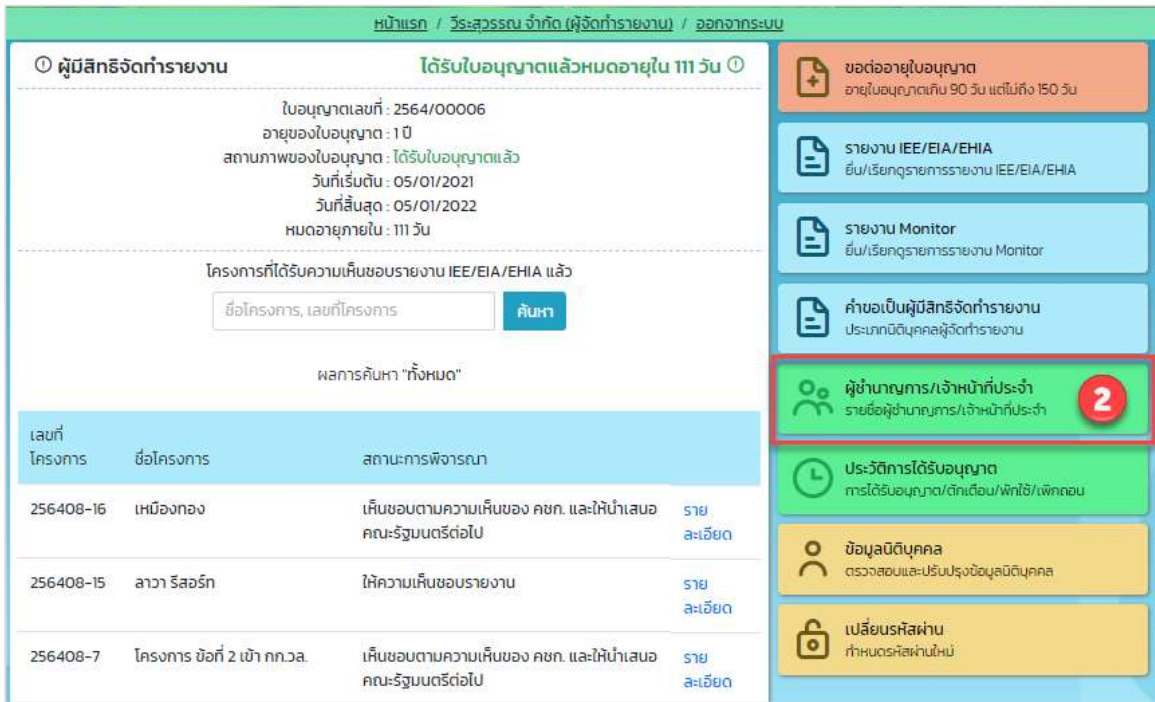 หน้าแรก / วีระสุวรรณ จำกัด (ผู้จัดทำรายงาน) / ออกจากระบบ
ผู้มีสิทธิจัดทำรายงาน
ได้รับใบอนุญาตแล้วหมดอายุใน 111 วัน
ใบอนุญาตเลขที่ : 2564/00006
อายุของใบอนุญาต : 1 ปี
สถานภาพของใบอนุญาต : ได้รับใบอนุญาตแล้ว
วันที่เริ่มต้น : 05/01/2021
วันที่สิ้นสุด : 05/01/2022
หมดอายุภายใน : 111 วัน
โครงการที่ได้รับความเห็นชอบรายงาน IEE/EIA/EHIA แล้ว
ชื่อโครงการ, เลขที่โครงการ
ค้นหา
ผลการค้นหา "ทั้งหมด"
เลขที่
โครงการ ชื่อโครงการ สถานะการพิจารณา
256408-16 เหมืองทอง เห็นชอบตามความเห็นของ คชก. และให้นำเสนอ ราย
คณะรัฐมนตรีต่อไป ละเอียด
256408-15 ลาวา รีสอร์ท ให้ความเห็นชอบรายงาน ราย
ละเอียด
256408-7 โครงการ ข้อที่ 2 เข้า กก.วล. เห็นชอบตามความเห็นของ คชก. และให้นำเสนอ ราย
คณะรัฐมนตรีต่อไป ละเอียด
ขอต่ออายุใบอนุญาต
อายุใบอนุญาตเกิน 90 วัน แต่ไม่ถึง 150 วัน
รายงาน IEE/EIA/EHIA
ยื่น/เรียกดูรายการรายงาน IEE/EIA/EHIA
รายงาน Monitor
ยื่น/เรียกดูรายการรายงาน Monitor
คำขอเป็นผู้มีสิทธิจัดทำรายงาน
ประเภทนิติบุคคลผู้จัดทำรายงาน
ผู้ชำนาญการ/เจ้าหน้าที่ประจำ
รายชื่อผู้ชำนาญการ/เจ้าหน้าที่ประจำ
2
ประวัติการได้รับอนุญาต
การได้รับอนุญาต/ตักเตือน/พักใช้/เพิกถอน
ข้อมูลนิติบุคคล
ตรวจสอบและปรับปรุงข้อมูลนิติบุคคล
เปลี่ยนรหัสผ่าน
กำหนดรหัสผ่านใหม่